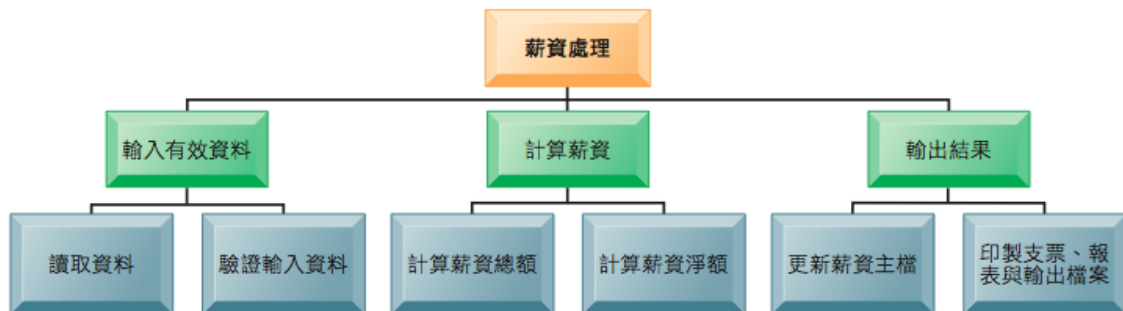 薪資處理
輸入有效資料
計算薪資
輸出結果
讀取資料
驗證輸入資料
計算薪資總額
計算薪資淨額
更新薪資主檔
印製支票、報
表與輸出檔案